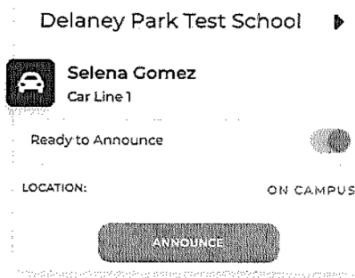 Delaney Park Test School
Selena Gomez
Car Line 1
Ready to Announce
LOCATION: ON CAMPUS
ANNOUNCE